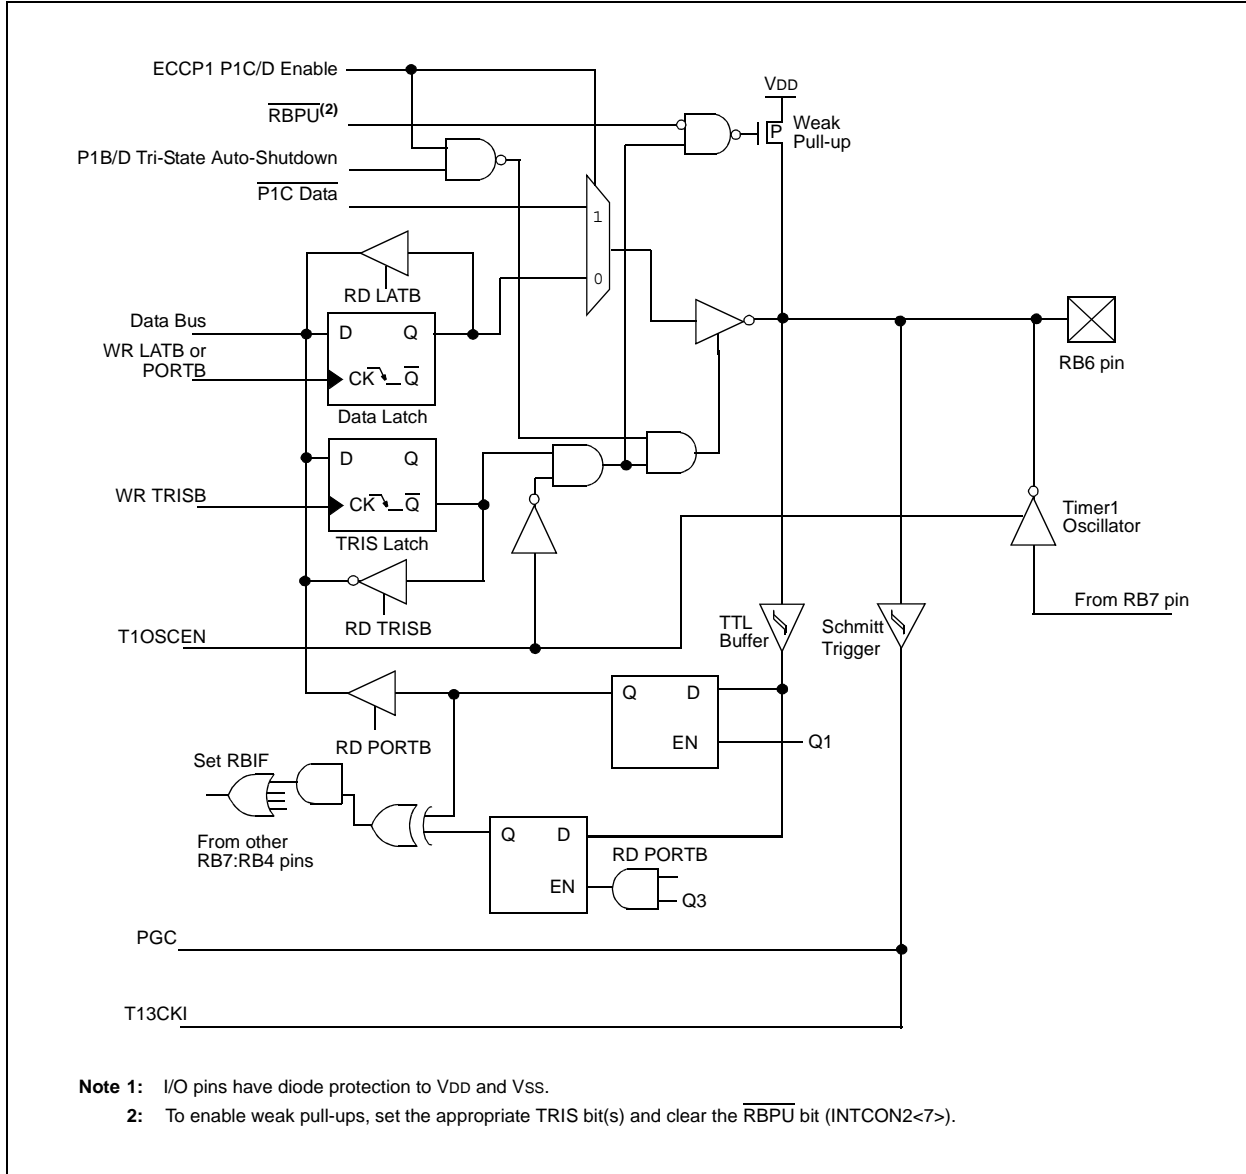 ECCP1 P1C/D Enable
VDD
RBPU(2)
P
Weak
Pull-up
P1B/D Tri-State Auto-Shutdown
P1C Data
1
0
RD LATB
Data Bus
D
Q
WR LATB or
PORTB
CK
Q
Data Latch
RB6 pin
D
Q
WR TRISB
CK
Q
TRIS Latch
Timer1
Oscillator
From RB7 pin
RD TRISB
T1OSCEN
TTL
Buffer
Schmitt
Trigger
Q
D
EN
Q1
RD PORTB
Set RBIF
From other
RB7:RB4 pins
Q
D
EN
RD PORTB
Q3
PGC
T13CKI
Note 1: I/O pins have diode protection to VDD and VSS.
2: To enable weak pull-ups, set the appropriate TRIS bit(s) and clear the RBPU bit (INTCON2<7>).